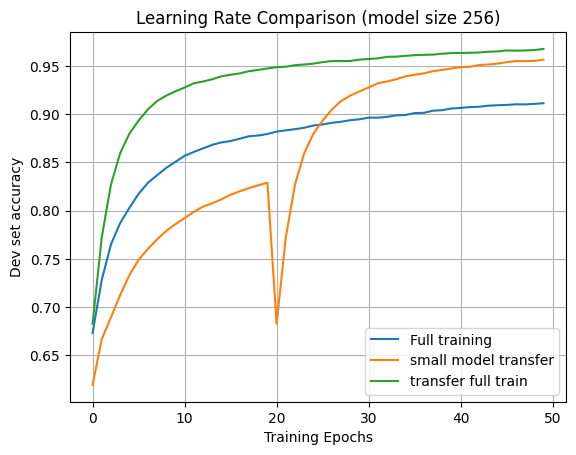 Learning Rate Comparison (model size 256)
Dev set accuracy
0.95
0.90
0.85
0.80
0.75
0.70
0.65
Full training
small model transfer
transfer full train
0 10 20 30 40 50
Training Epochs